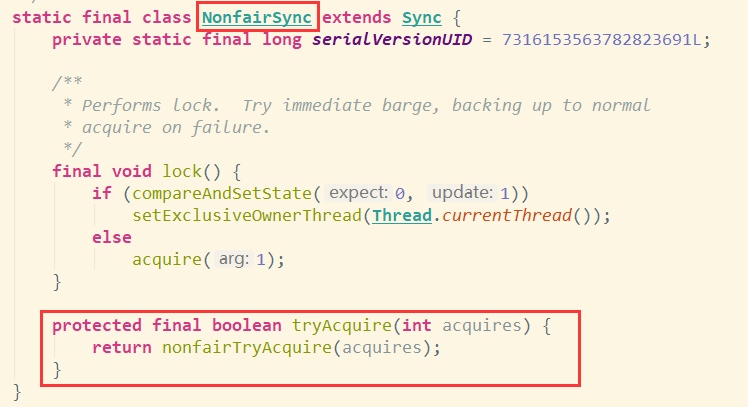 static final class NonfairSync extends Sync {
private static final long serialVersionUID = 7316153563782823691L;
/**
* Performs lock.  Try immediate barge, backing up to normal
* acquire on failure.
*/
final void lock() {
if (compareAndSetState( expect: 0,  update: 1))
setExclusiveOwnerThread(Thread.currentThread());
else
acquire( arg: 1);
}
protected final boolean tryAcquire(int acquires) {
return nonfairTryAcquire(acquires);
}
}